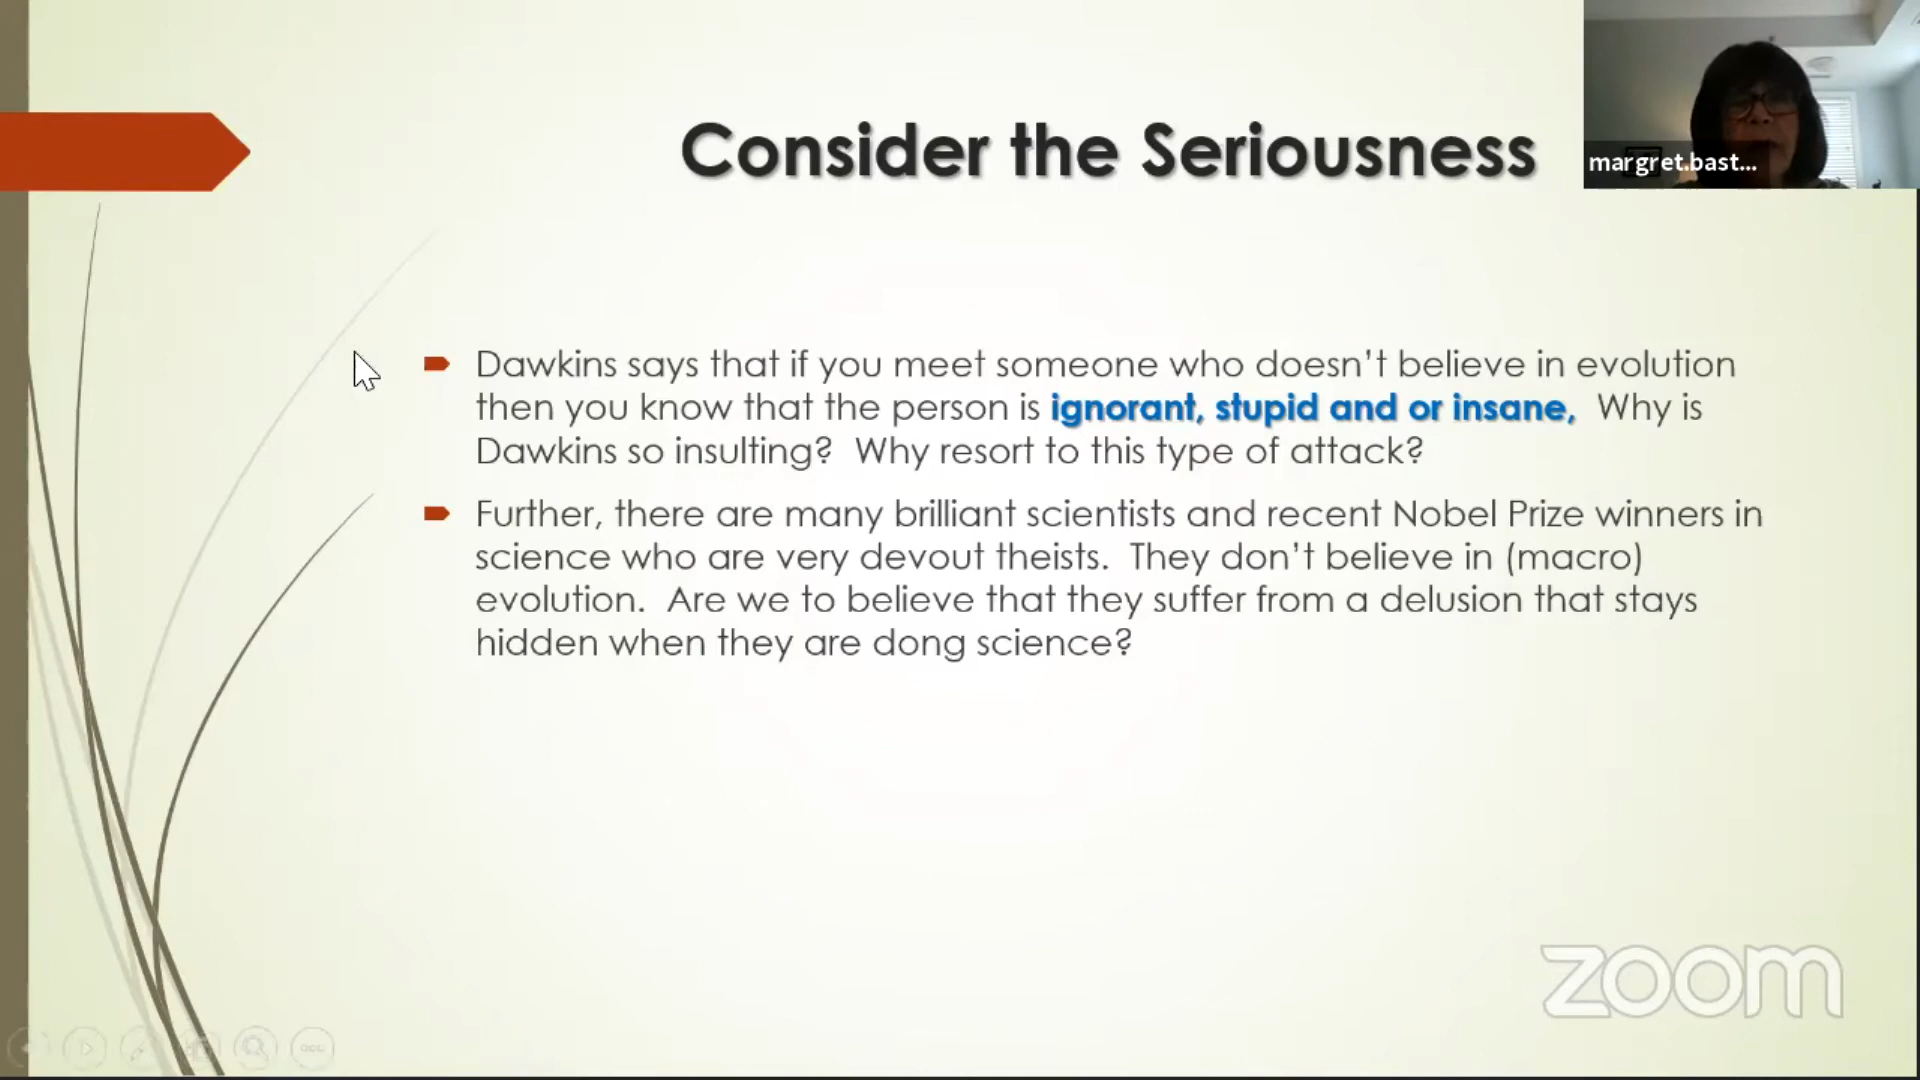 Consider the Seriousness
margret.bast...
Dawkins says that if you meet someone who doesn't believe in evolution
then you know that the person is ignorant, stupid and or insane, Why is
Dawkins so insulting? Why resort to this type of attack?
Further, there are many brilliant scientists and recent Nobel Prize winners in
science who are very devout theists. They don't believe in (macro)
evolution. Are we to believe that they suffer from a delusion that stays
hidden when they are dong science?
zoom